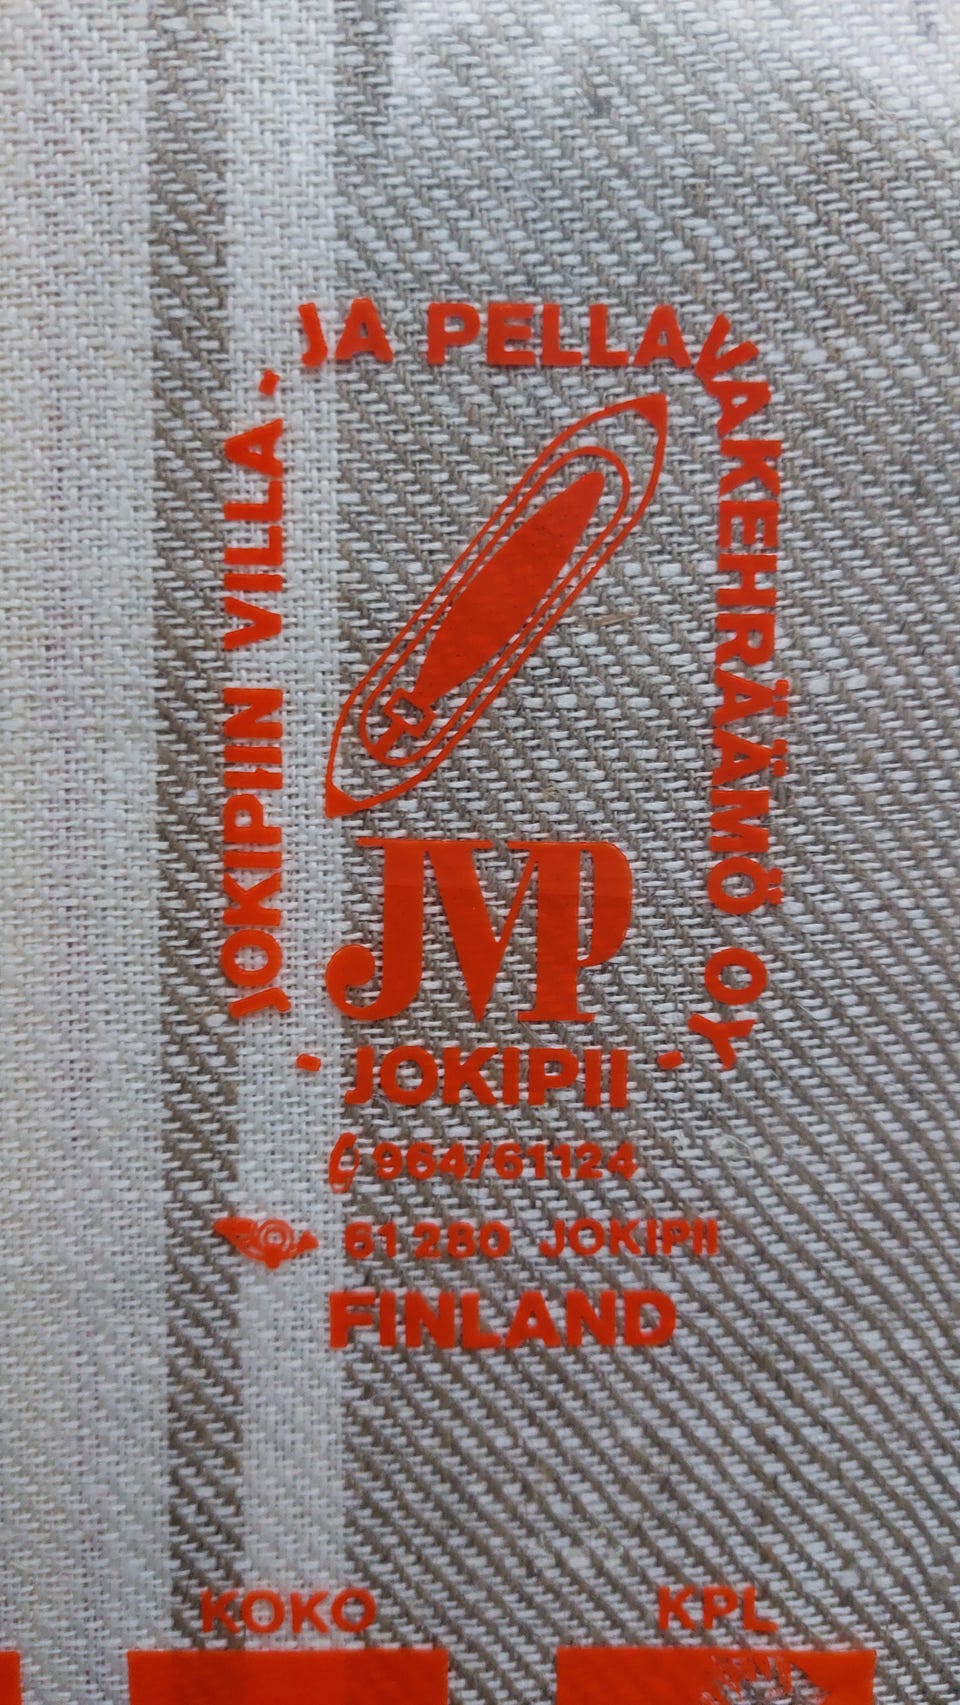 JOKIPIIN VILLA - JA PELLAVAKEHRÄÄMÖ OY
JVP
- JOKIPII -
964/61124
61 280 JOKIPII
FINLAND
KOKO KPL